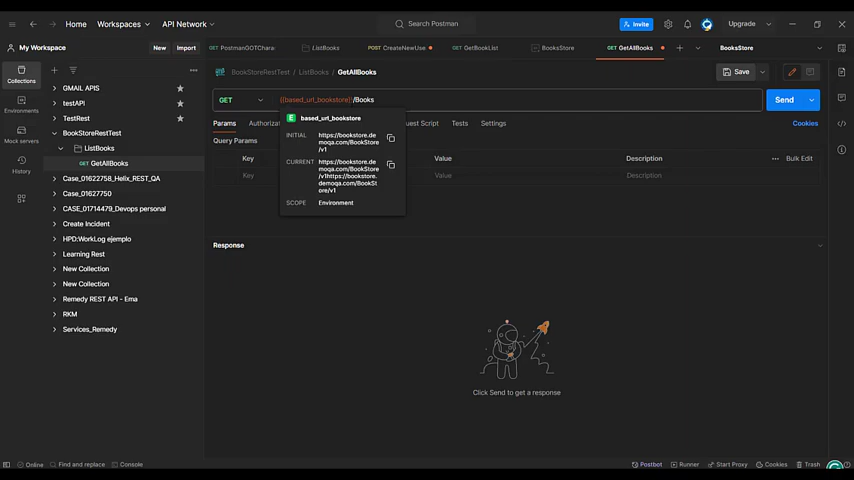 Home
Workspaces
API Network
Search Postman
Invite
Upgrade
My Workspace
New
Import
PostmanGOTChara
ListBooks
POST CreateNewUse
GET GetBookList
BooksStore
GET GetAllBooks
BooksStore
Collections
Environments
Mock servers
History
GMAIL APIS
testAPI
TestRest
BookStoreRestTest
ListBooks
GET GetAllBooks
Case_01622758_Helix_REST_QA
Case_01627750
CASE_01714479_Devops personal
Create Incident
HPD:WorkLog ejemplo
Learning Rest
New Collection
New Collection
Remedy REST API - Ema
RKM
Services_Remedy
BookStoreRestTest / ListBooks / GetAllBooks
Save
GET
{{based_url_bookstore}}/Books
Send
Params
Authorizat
uest Script
Tests
Settings
Cookies
Query Params
Key
Value
Description
Bulk Edit
Key
Value
Description
E based_url_bookstore
INITIAL
https://bookstore.de
moqa.com/BookStore
/v1
CURRENT
https://bookstore.de
moqa.com/BookStore
/v1https://bookstore.
demoqa.com/BookSt
ore/v1
SCOPE
Environment
Response
Click Send to get a response
Online
Find and replace
Console
Postbot
Runner
Start Proxy
Cookies
Trash